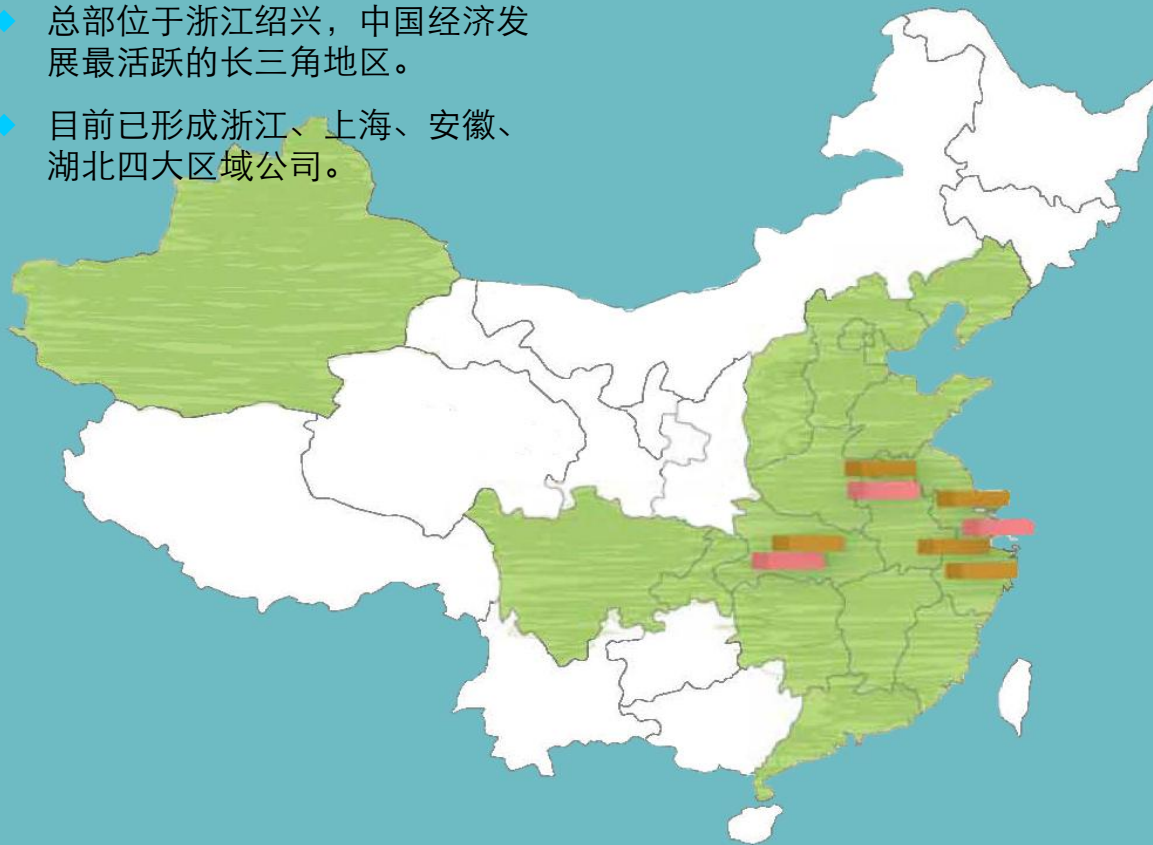 总部位于浙江绍兴，中国经济发
展最活跃的长三角地区。
目前已形成浙江、上海、安徽、
湖北四大区域公司。